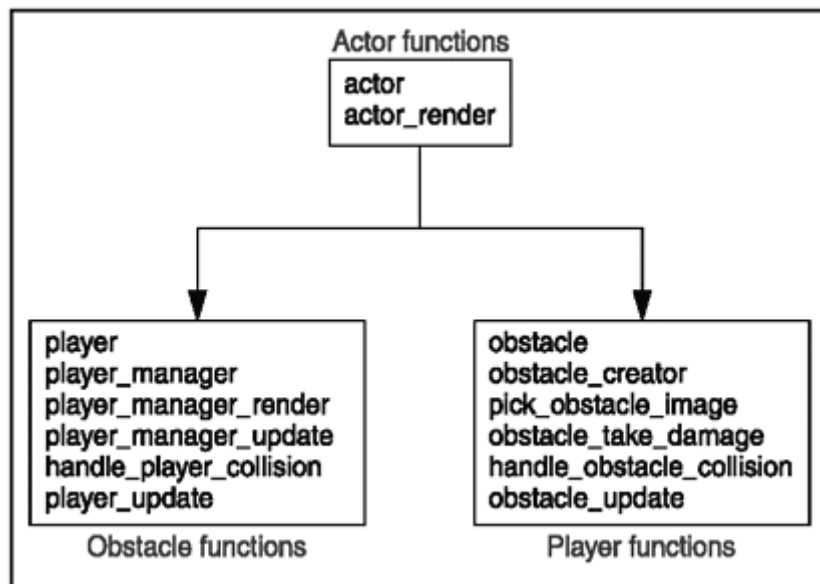 Actor functions
actor
actor_render
player
player_manager
player_manager_render
player_manager_update
handle_player_collision
player_update
Obstacle functions
obstacle
obstacle_creator
pick_obstacle_image
obstacle_take_damage
handle_obstacle_collision
obstacle_update
Player functions